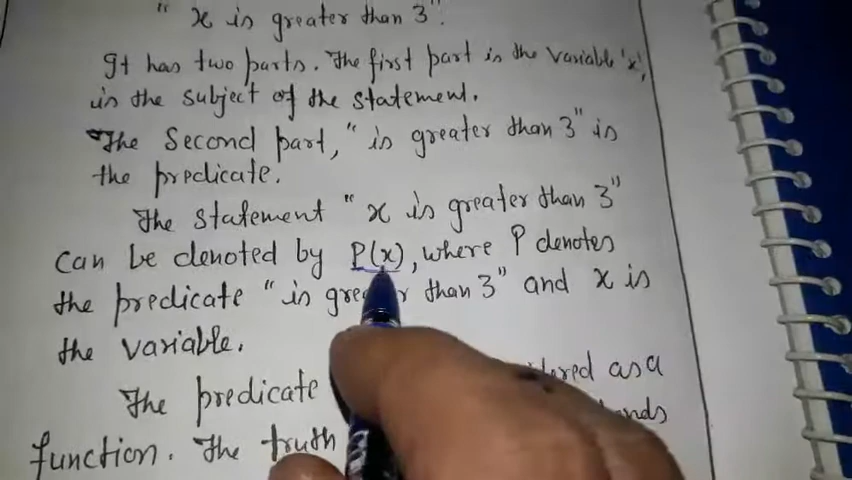 "x is greater than 3".
It has two parts. The first part is the variable 'x',
is the subject of the statement.
The Second part, "is greater than 3" is
the predicate.
The statement "x is greater than 3"
can be denoted by P(x), where P denotes
the predicate "is than 3" and x is
the variable.
The predicate as a
function. The truth